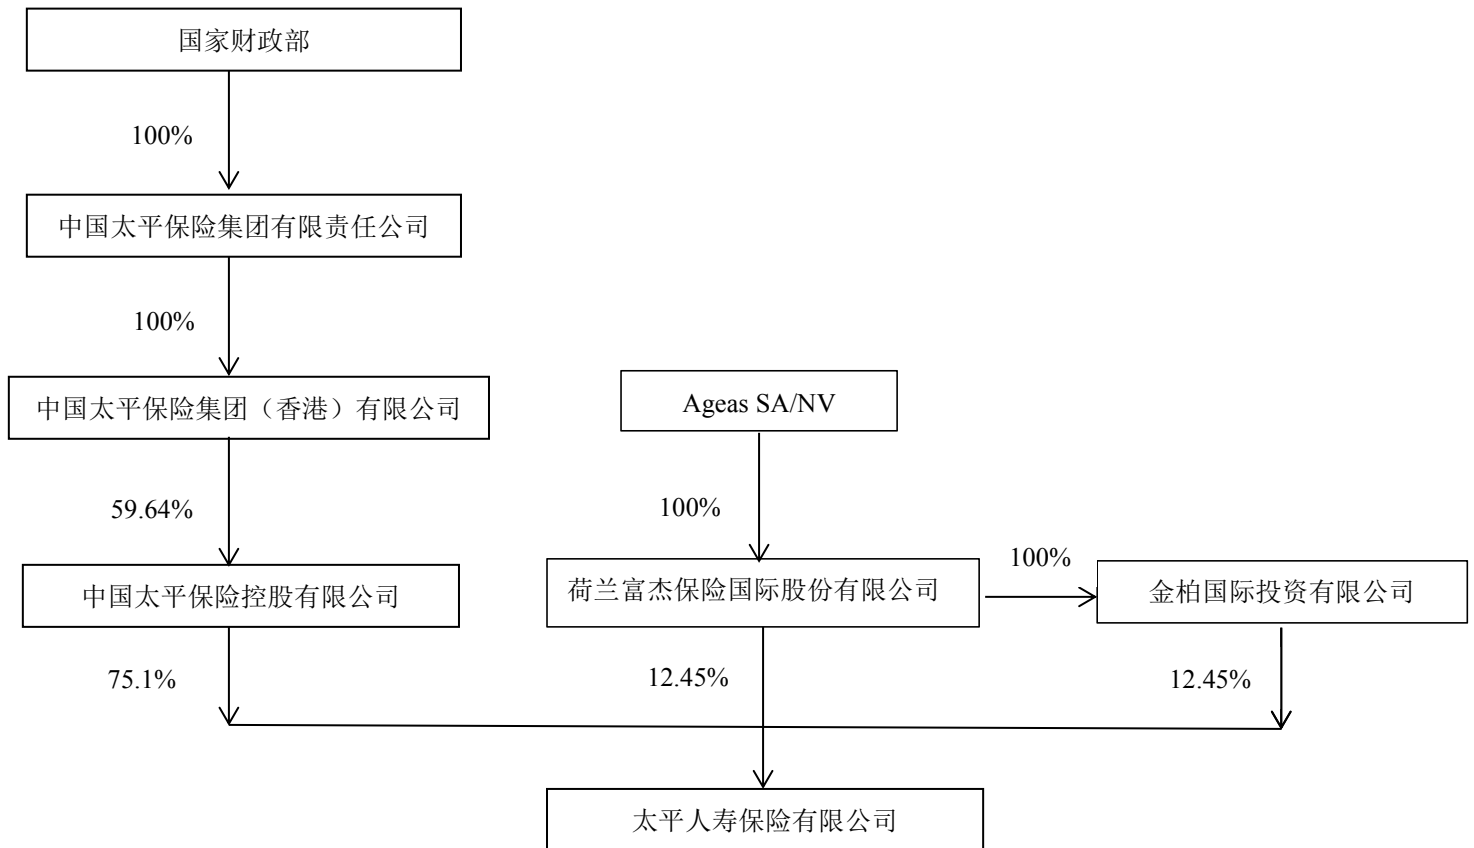 国家财政部
100%
中国太平保险集团有限责任公司
100%
中国太平保险集团（香港）有限公司
Ageas SA/NV
59.64%
100%
100%
中国太平保险控股有限公司
荷兰富杰保险国际股份有限公司
金柏国际投资有限公司
75.1%
12.45%
12.45%
太平人寿保险有限公司